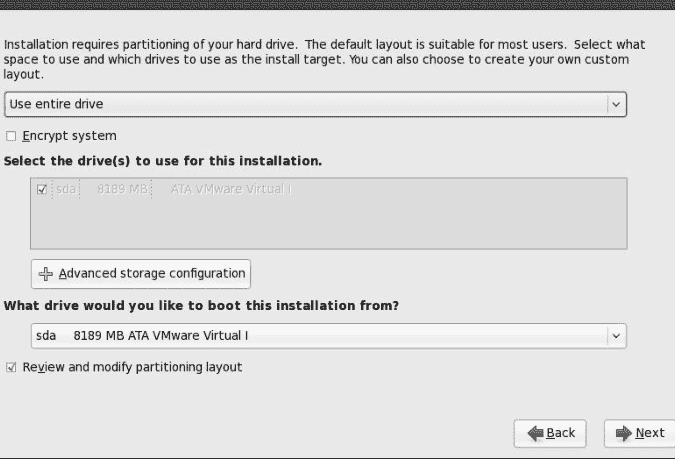 Installation requires partitioning of your hard drive. The default layout is suitable for most users. Select what
space to use and which drives to use as the install target. You can also choose to create your own custom
layout.
Use entire drive
Encrypt system
Select the drive(s) to use for this installation.
sda 8189 MB ATA VMware Virtual I
Advanced storage configuration
What drive would you like to boot this installation from?
sda 8189 MB ATA VMware Virtual I
Review and modify partitioning layout
Back Next